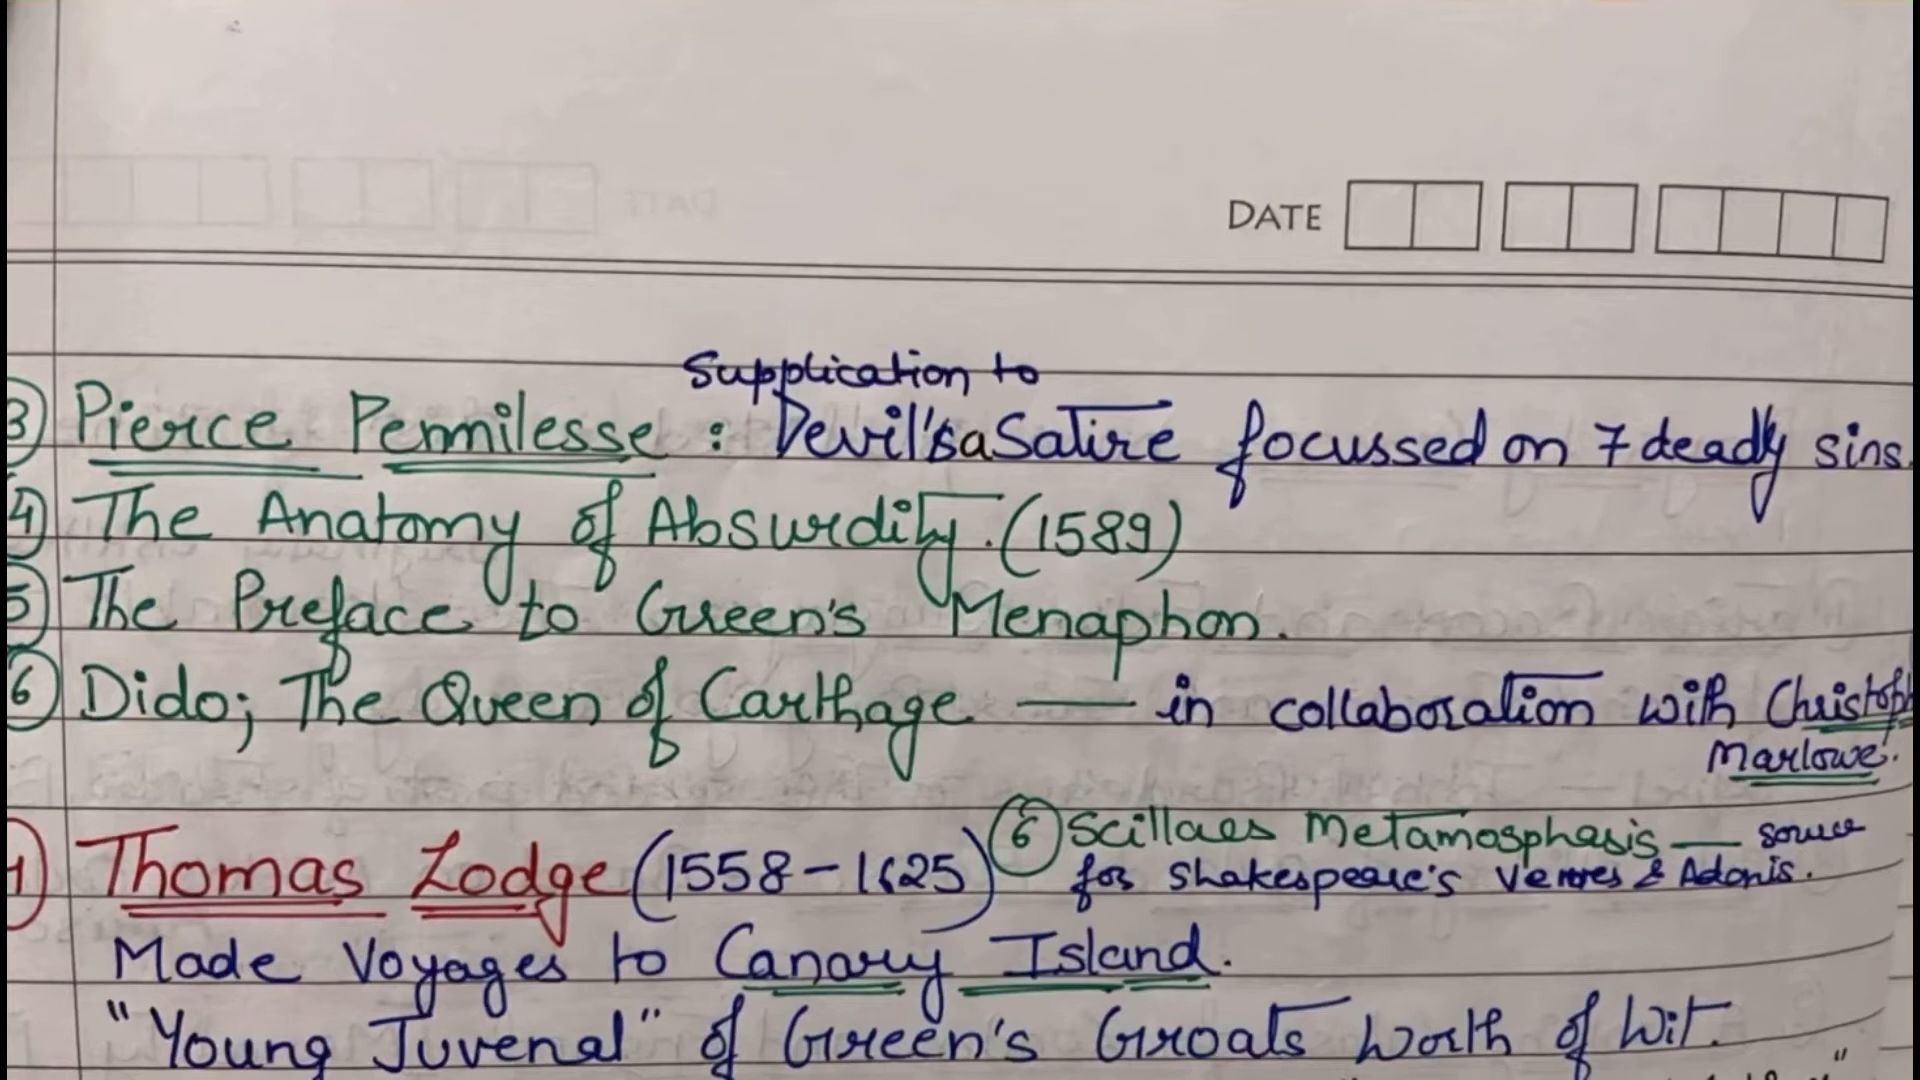 DATE
Supplication to
3) Pierce Pennilesse : Devil's a Satire focussed on 7 deadly sins.
4) The Anatomy of Absurdity. (1589)
5) The Preface to Green's Menaphon.
6) Dido; The Queen of Carthage — in collaboration with Christoph
Marlowe.
6) Scillaes Metamosphasis — source
1) Thomas Lodge (1558-1625) for Shakespeare's Venues & Adonis.
Made Voyages to Canary Island.
"Young Juvenal" of Green's Groats Worth of Wit.